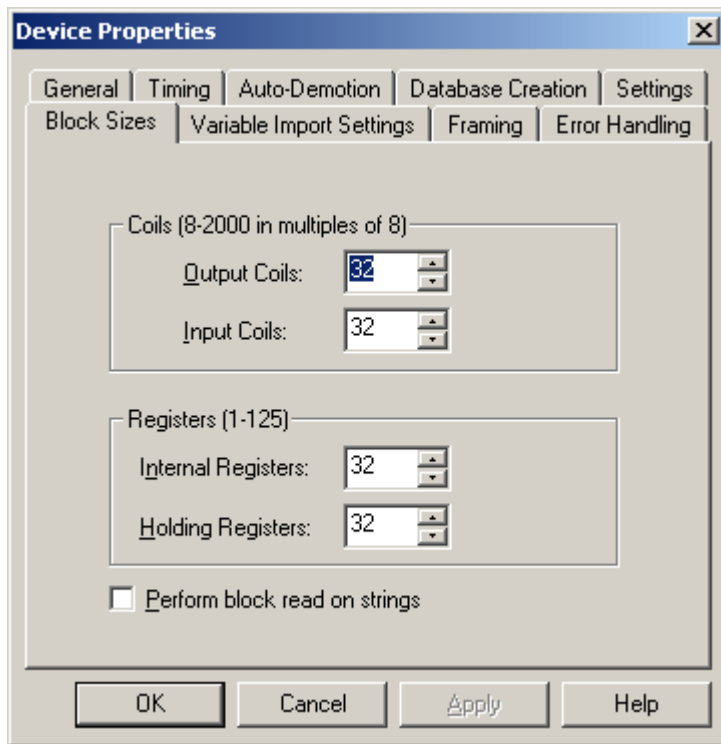 Device Properties
General Timing Auto-Demotion Database Creation Settings
Block Sizes Variable Import Settings Framing Error Handling
Coils (8-2000 in multiples of 8)
Output Coils: 32
Input Coils: 32
Registers (1-125)
Internal Registers: 32
Holding Registers: 32
Perform block read on strings
OK Cancel Apply Help